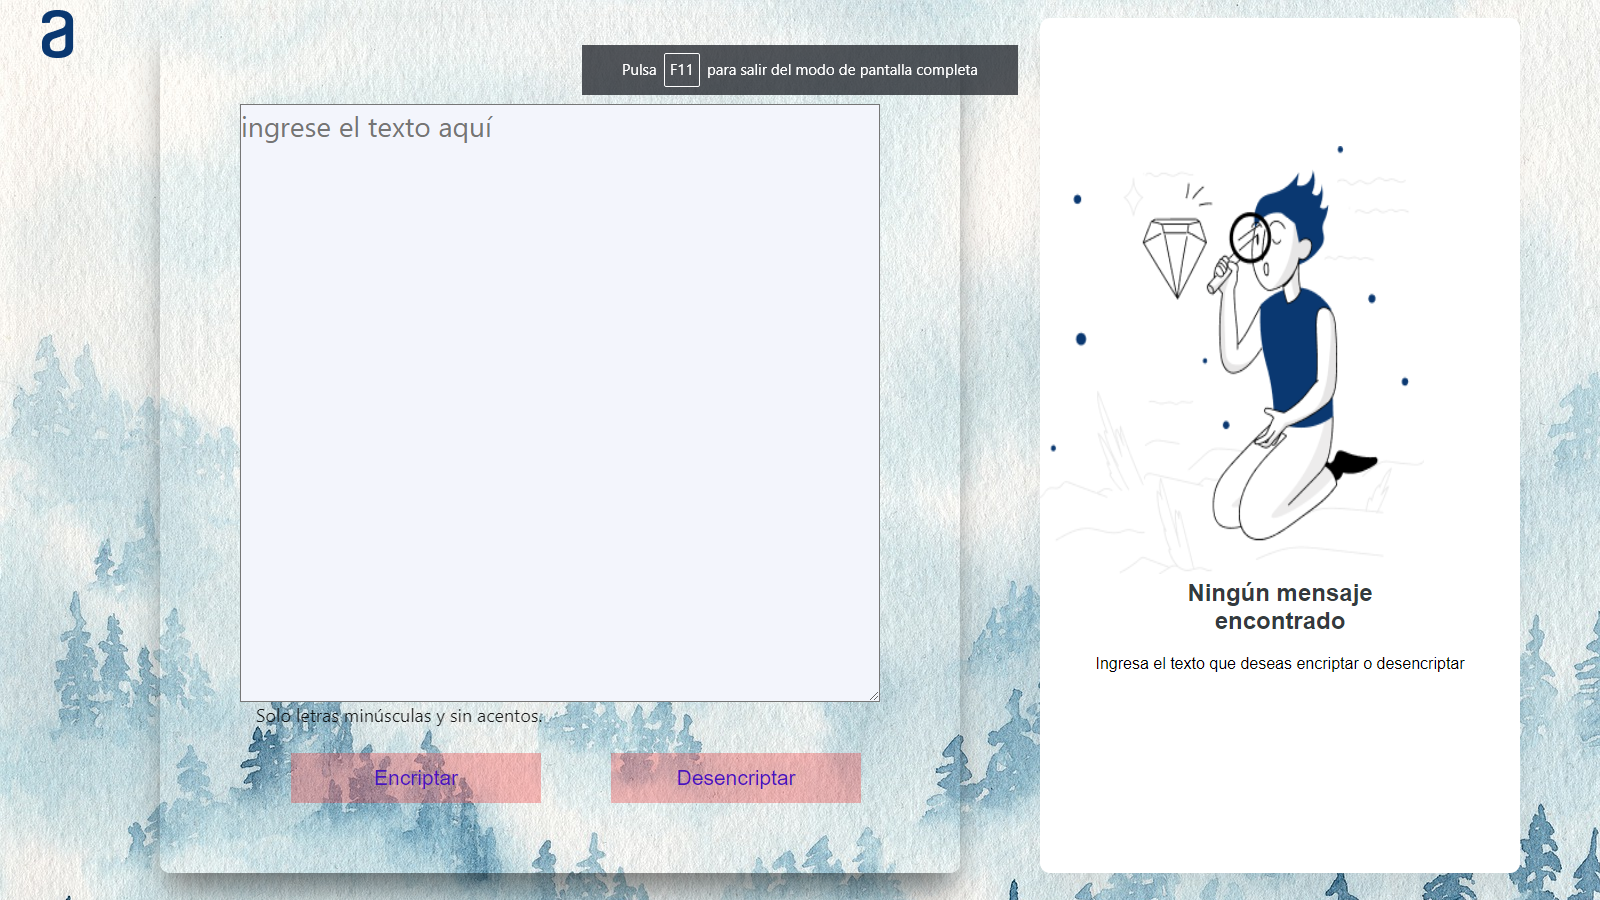 a
Pulsa F11 para salir del modo de pantalla completa
ingrese el texto aquí
Solo letras minúsculas y sin acentos.
Encriptar
Desencriptar
Ningún mensaje
encontrado
Ingresa el texto que deseas encriptar o desencriptar